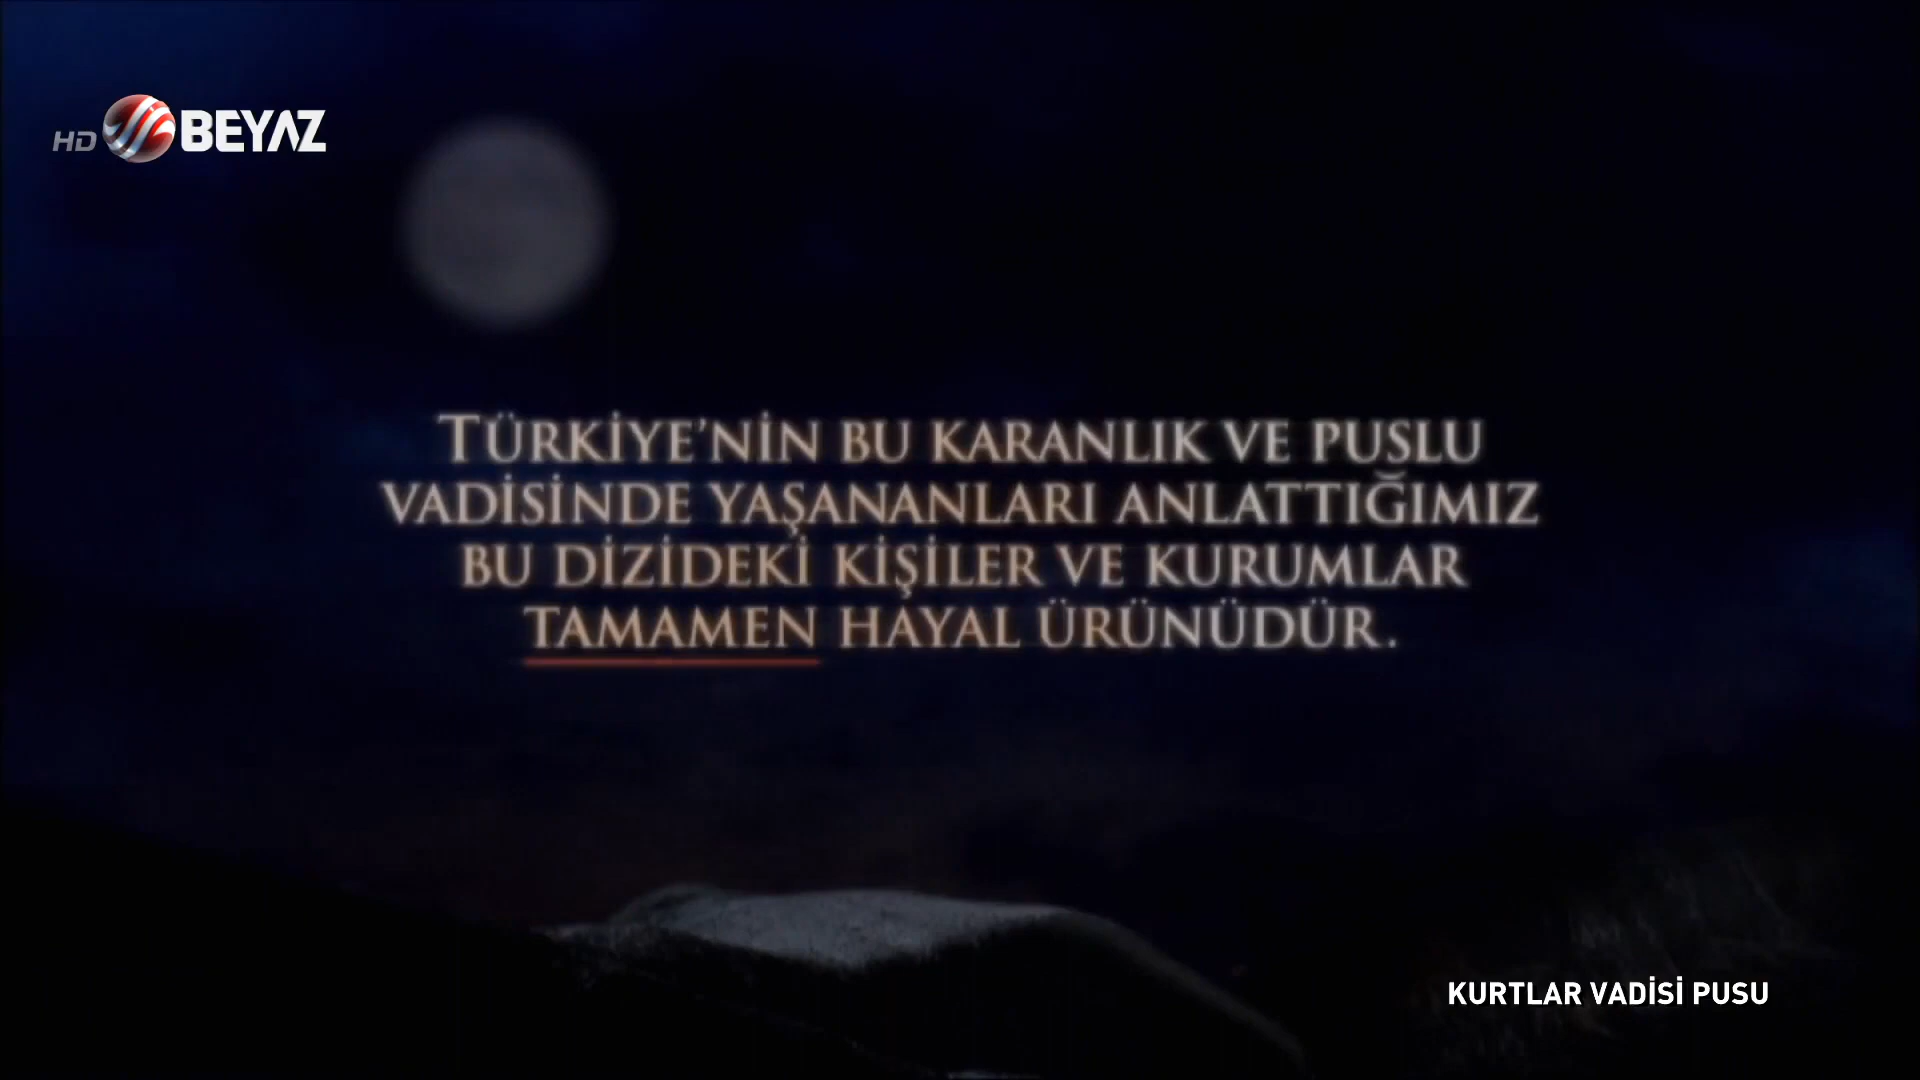 HD BEYAZ
TÜRKİYE'NİN BU KARANLIK VE PUSLU
VADİSİNDE YAŞANANLARI ANLATTIĞIMIZ
BU DİZİDEKİ KİŞİLER VE KURUMLAR
TAMAMEN HAYAL ÜRÜNÜDÜR.
KURTLAR VADİSİ PUSU